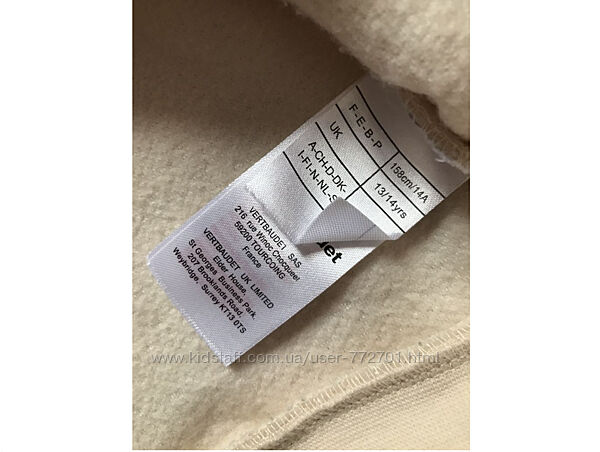 F-E-B-P
158cm/14A
UK
13/14yrs
A-CH-D-DK-
I-FI-N-NL-S
det
VERTBAUDET SAS
216 rue Winoc Chocqueel
59200 TOURCOING
France
VERTBAUDET UK LIMITED
Elder House,
St Georges Business Park,
207 Brooklands Road,
Weybridge, Surrey KT13 0TS
www.kidstaff.com.ua/user-772701.html